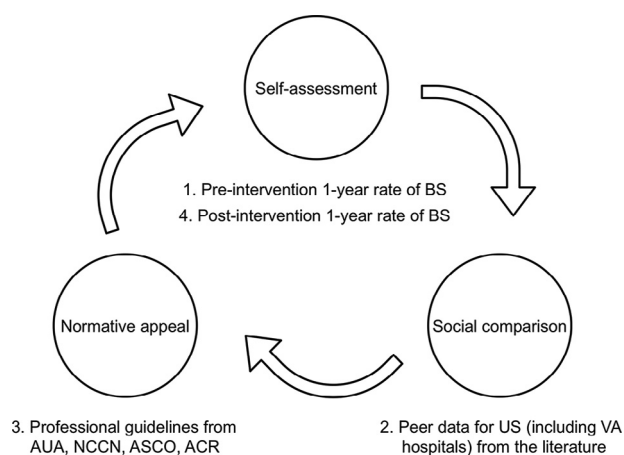 Self-assessment
1. Pre-intervention 1-year rate of BS
4. Post-intervention 1-year rate of BS
Normative appeal
Social comparison
3. Professional guidelines from
AUA, NCCN, ASCO, ACR
2. Peer data for US (including VA
hospitals) from the literature